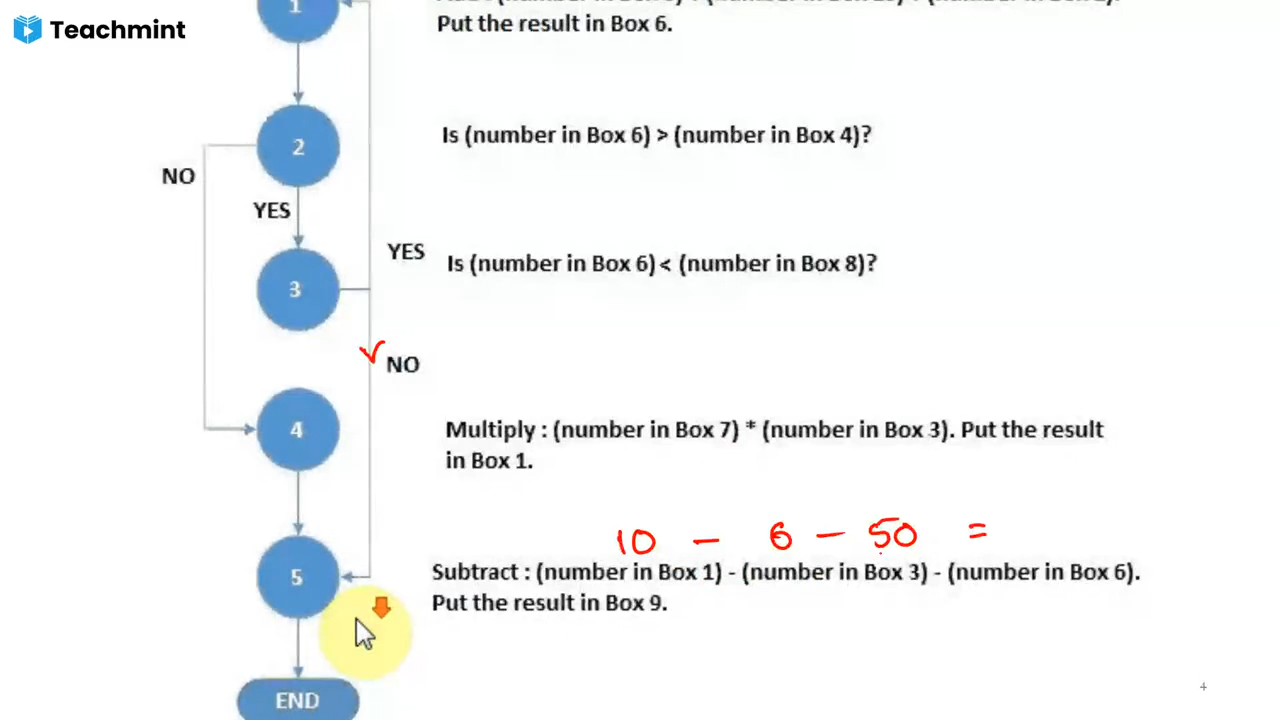 Teachmint
1
Put the result in Box 6.
2
Is (number in Box 6) > (number in Box 4)?
NO
YES
YES
3
Is (number in Box 6) < (number in Box 8)?
NO
4
Multiply : (number in Box 7) * (number in Box 3). Put the result
in Box 1.
10 - 6 - 50 =
5
Subtract : (number in Box 1) - (number in Box 3) - (number in Box 6).
Put the result in Box 9.
END
4